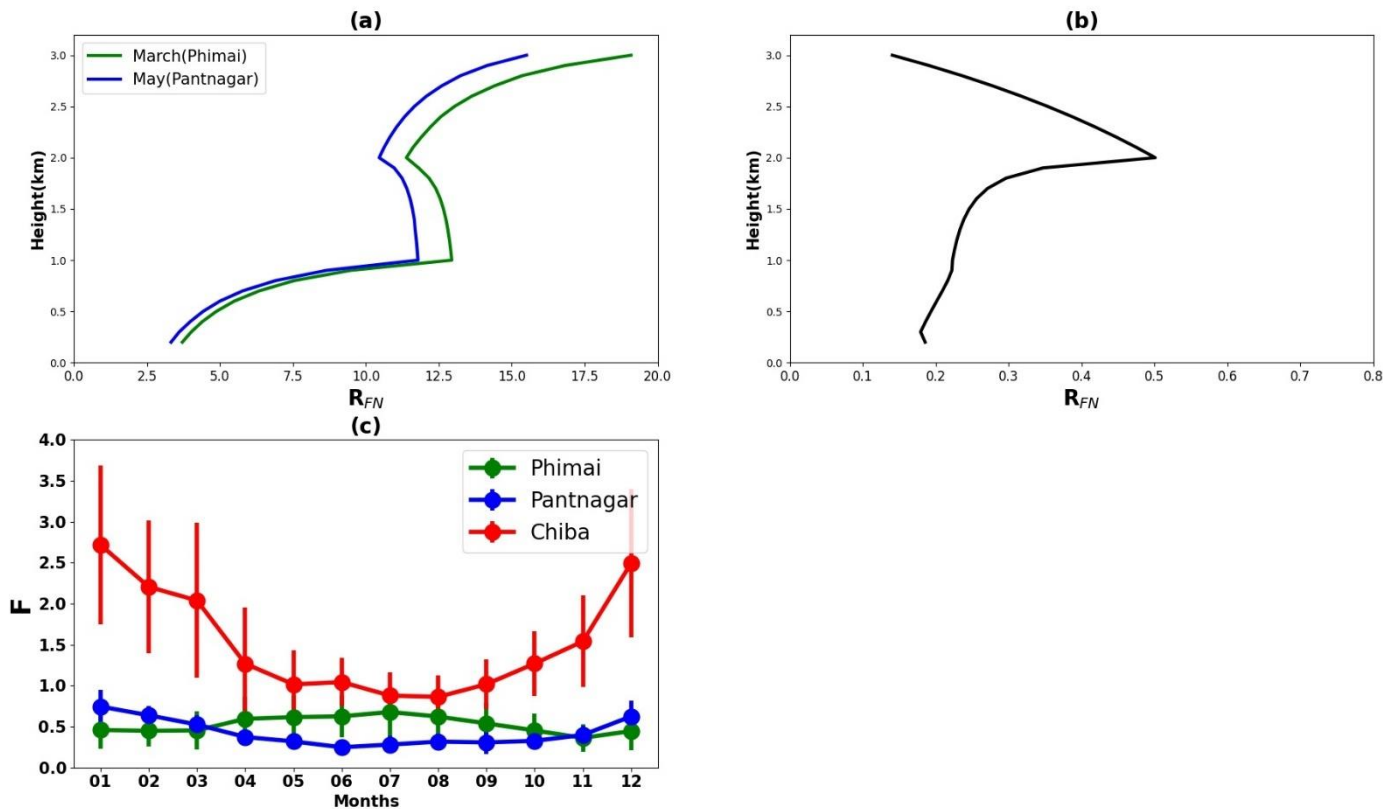 (a)
March(Phimai)
May(Pantnagar)
3.0
2.5
2.0
1.5
1.0
0.5
0.0
Height(km)
0.0 2.5 5.0 7.5 10.0 12.5 15.0 17.5 20.0
R_FN
(b)
3.0
2.5
2.0
1.5
1.0
0.5
0.0
Height(km)
0.0 0.1 0.2 0.3 0.4 0.5 0.6 0.7 0.8
R_FN
(c)
Phimai
Pantnagar
Chiba
4.0
3.5
3.0
2.5
2.0
1.5
1.0
0.5
0.0
F
01 02 03 04 05 06 07 08 09 10 11 12
Months